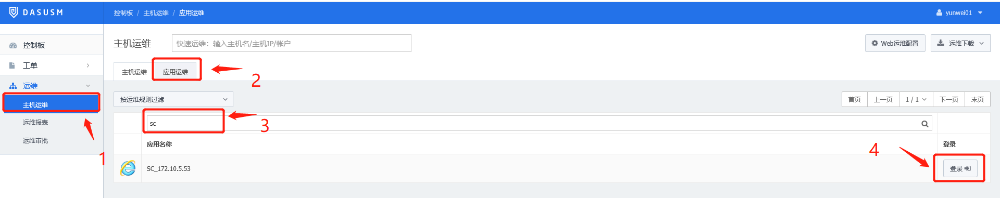 DASUSM
控制板 / 主机运维 / 应用运维
yunwei01
控制板
工单
运维
主机运维
运维报表
运维审批
1
主机运维
快速运维：输入主机名/主机IP/帐户
Web运维配置
运维下载
主机运维
应用运维
2
按运维规则过滤
首页
上一页
1 / 1
下一页
末页
sc
3
应用名称
登录
4
SC_172.10.5.53
登录